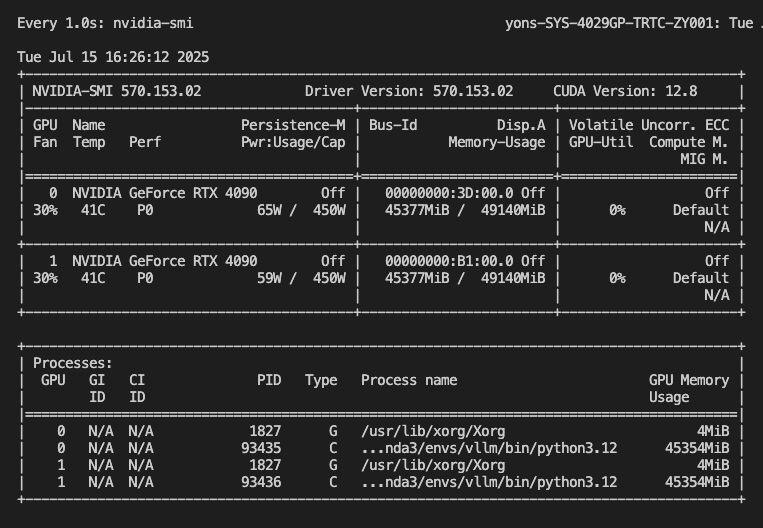 Every 1.0s: nvidia-smi                                       yons-SYS-4029GP-TRTC-ZY001: Tue

Tue Jul 15 16:26:12 2025
+-----------------------------------------------------------------------------------------+
| NVIDIA-SMI 570.153.02             Driver Version: 570.153.02     CUDA Version: 12.8     |
|-----------------------------------------+------------------------+----------------------+
| GPU  Name                 Persistence-M | Bus-Id          Disp.A | Volatile Uncorr. ECC |
| Fan  Temp   Perf          Pwr:Usage/Cap |           Memory-Usage | GPU-Util  Compute M. |
|                                         |                        |               MIG M. |
|=========================================+========================+======================|
|   0  NVIDIA GeForce RTX 4090        Off |   00000000:3D:00.0 Off |                  Off |
| 30%   41C    P0             65W /  450W |   45377MiB /  49140MiB |      0%      Default |
|                                         |                        |                  N/A |
+-----------------------------------------+------------------------+----------------------+
|   1  NVIDIA GeForce RTX 4090        Off |   00000000:B1:00.0 Off |                  Off |
| 30%   41C    P0             59W /  450W |   45377MiB /  49140MiB |      0%      Default |
|                                         |                        |                  N/A |
+-----------------------------------------+------------------------+----------------------+

+-----------------------------------------------------------------------------------------+
| Processes:                                                                              |
|  GPU   GI   CI              PID   Type   Process name                        GPU Memory |
|        ID   ID                                                               Usage      |
|=========================================================================================|
|    0   N/A  N/A            1827      G   /usr/lib/xorg/Xorg                        4MiB |
|    0   N/A  N/A           93435      C   ...nda3/envs/vllm/bin/python3.12      45354MiB |
|    1   N/A  N/A            1827      G   /usr/lib/xorg/Xorg                        4MiB |
|    1   N/A  N/A           93436      C   ...nda3/envs/vllm/bin/python3.12      45354MiB |
+-----------------------------------------------------------------------------------------+